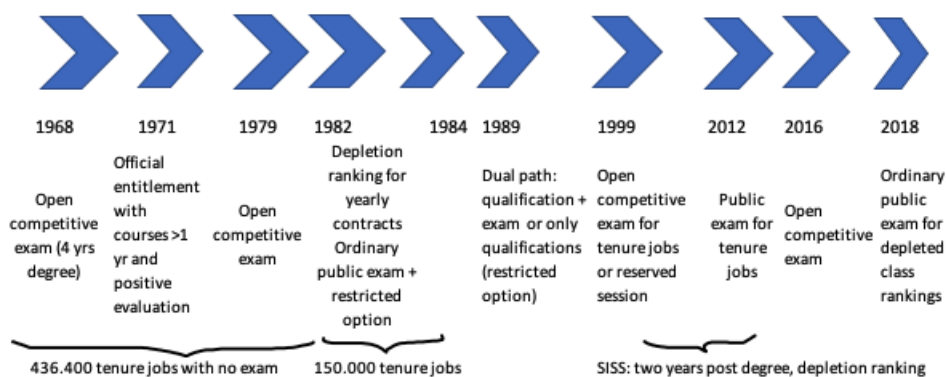 1968
1971
1979
1982
1984
1989
1999
2012
2016
2018
Open
competitive
exam (4 yrs
degree)
Official
entitlement
with
courses >1
yr and
positive
evaluation
Open
competitive
exam
Depletion
ranking for
yearly
contracts
Ordinary
public exam +
restricted
option
Dual path:
qualification +
exam or only
qualifications
(restricted
option)
Open
competitive
exam for
tenure jobs
or reserved
session
Public
exam for
tenure
jobs
Open
competitive
exam
Ordinary
public
exam for
depleted
class
rankings
436.400 tenure jobs with no exam
150.000 tenure jobs
SISS: two years post degree, depletion ranking